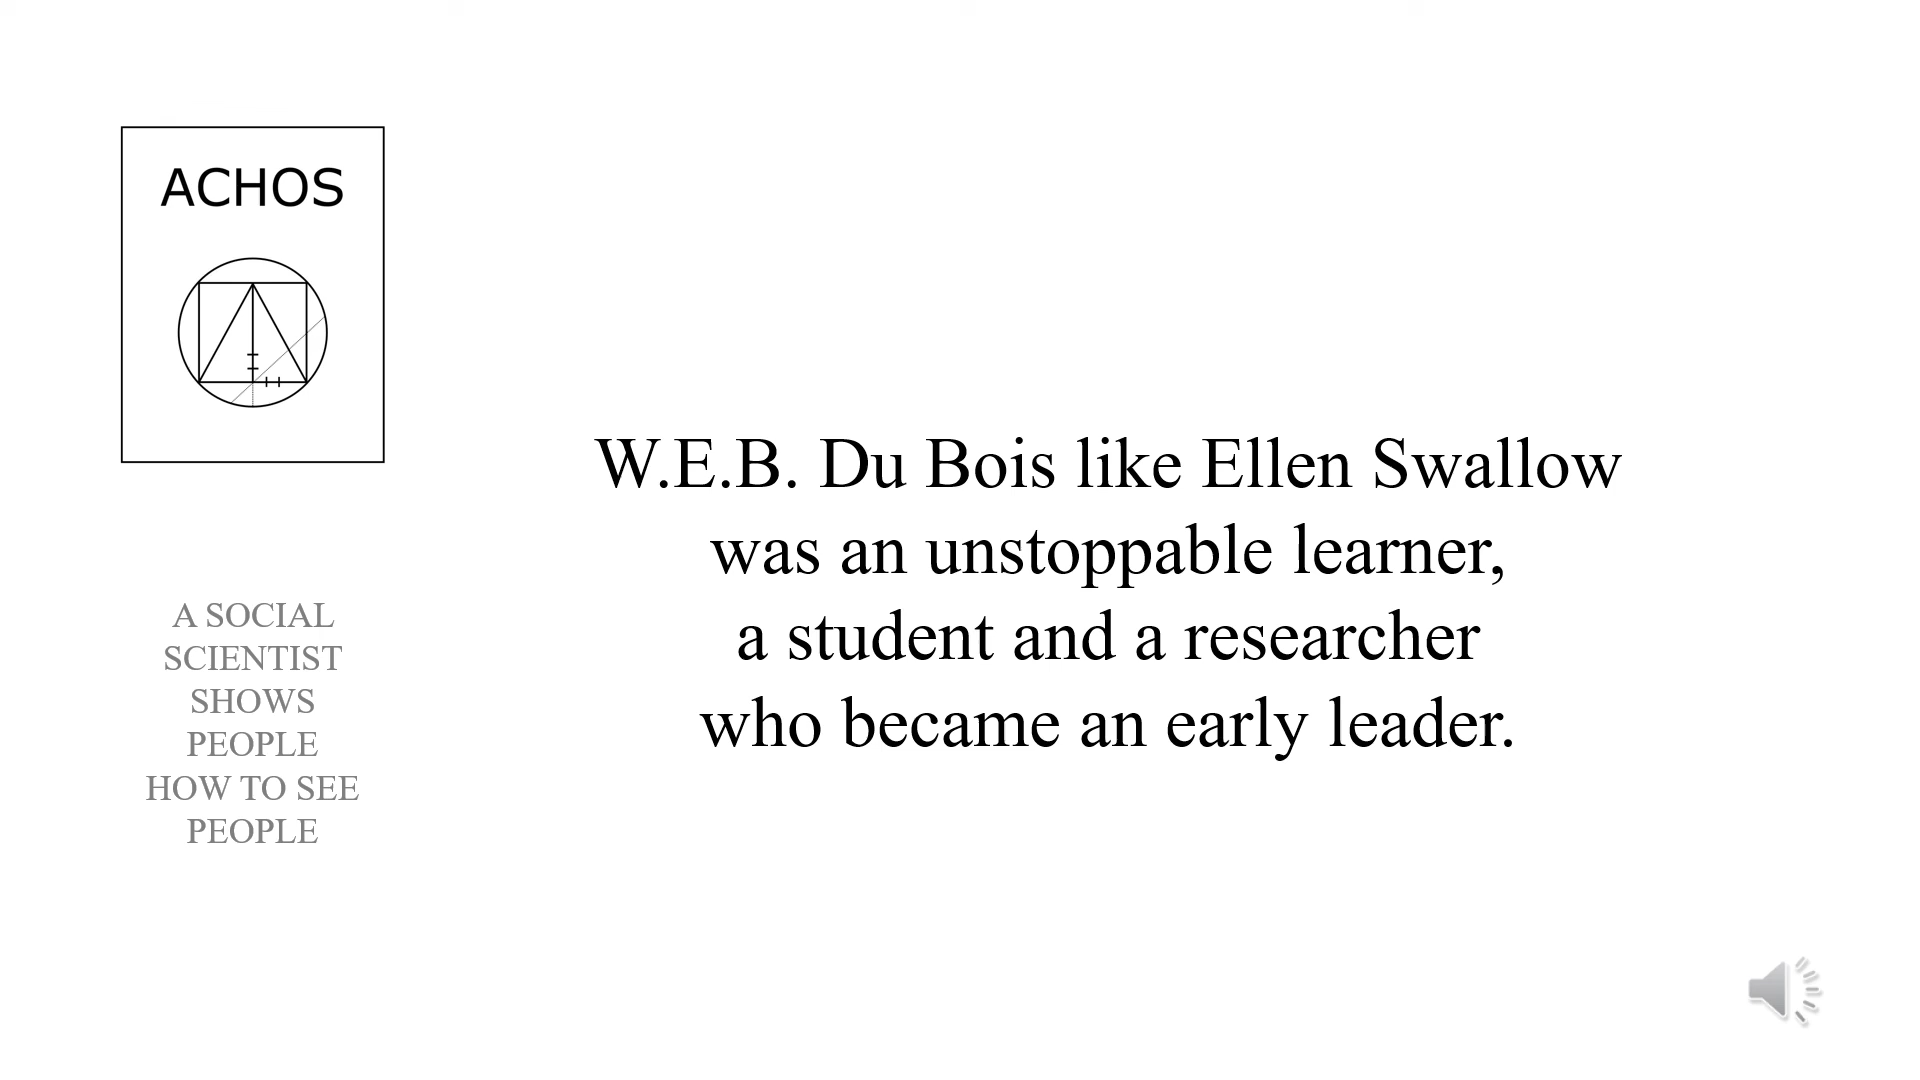 ACHOS
A SOCIAL
SCIENTIST
SHOWS
PEOPLE
HOW TO SEE
PEOPLE
W.E.B. Du Bois like Ellen Swallow
was an unstoppable learner,
a student and a researcher
who became an early leader.